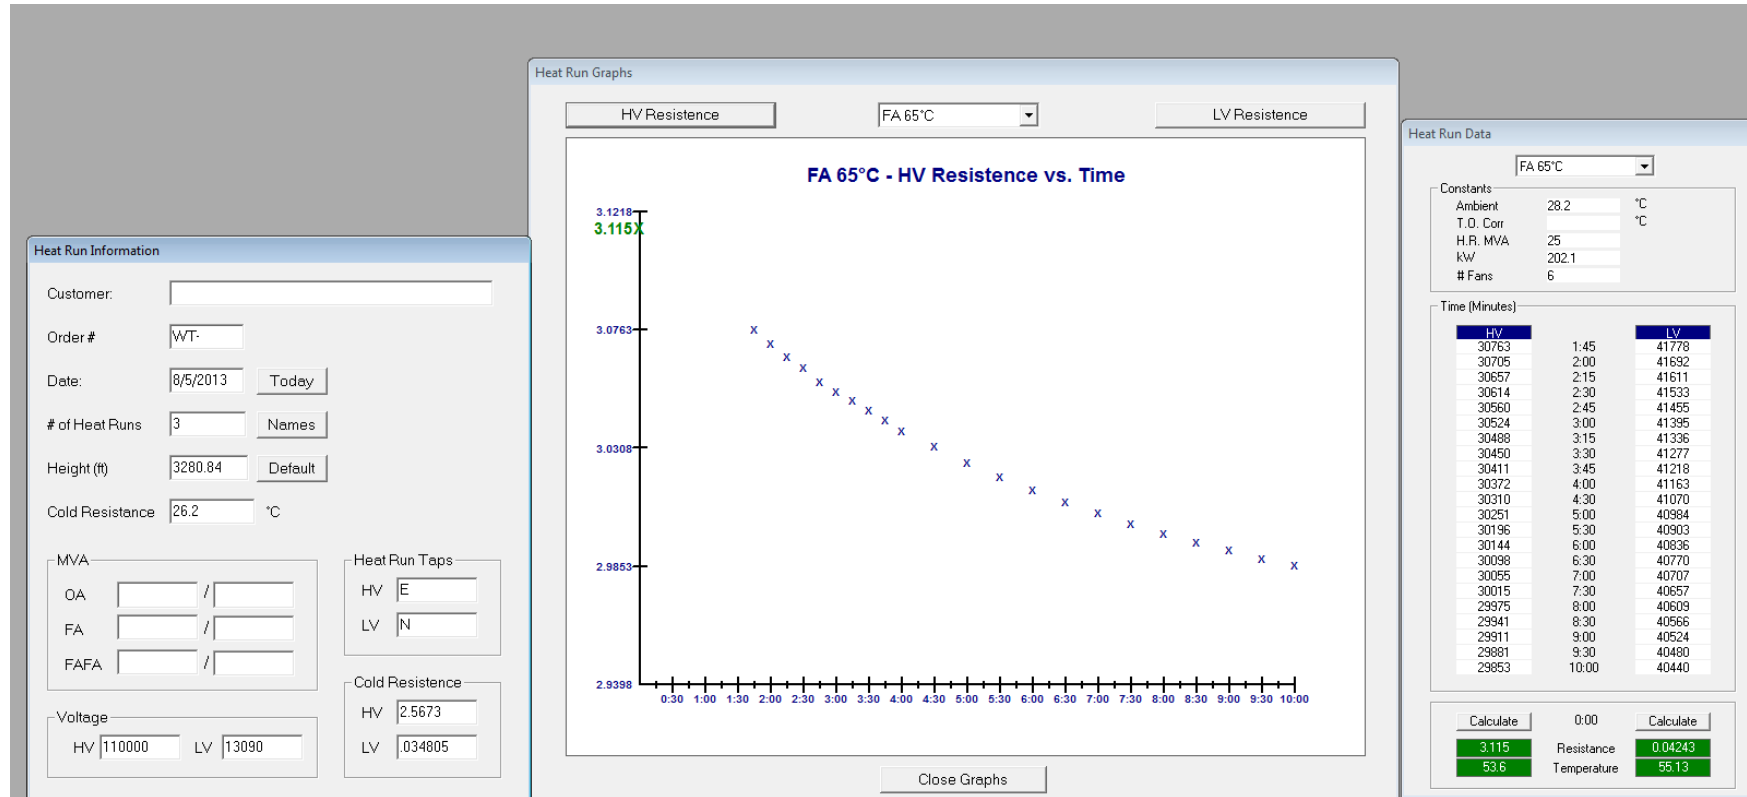 Heat Run Information
Customer:
Order # WT-
Date: 8/5/2013 Today
# of Heat Runs 3 Names
Height (ft) 3280.84 Default
Cold Resistance 26.2 °C
MVA
OA /
FA /
FAFA /
Voltage
HV 110000 LV 13090
Heat Run Taps
HV E
LV N
Cold Resistence
HV 2.5673
LV .034805
Heat Run Graphs
HV Resistence FA 65°C LV Resistence
FA 65°C - HV Resistence vs. Time
3.1218
3.115X
3.0763
3.0308
2.9853
2.9398
0:30 1:00 1:30 2:00 2:30 3:00 3:30 4:00 4:30 5:00 5:30 6:00 6:30 7:00 7:30 8:00 8:30 9:00 9:30 10:00
Close Graphs
Heat Run Data
FA 65°C
Constants
Ambient 28.2 °C
T.O. Corr °C
H.R. MVA 25
kW 202.1
# Fans 6
Time (Minutes)
HV LV
30763 1:45 41778
30705 2:00 41692
30657 2:15 41611
30614 2:30 41533
30560 2:45 41455
30524 3:00 41395
30488 3:15 41336
30450 3:30 41277
30411 3:45 41218
30372 4:00 41163
30310 4:30 41070
30251 5:00 40984
30196 5:30 40903
30144 6:00 40836
30098 6:30 40770
30055 7:00 40707
30015 7:30 40657
29975 8:00 40609
29941 8:30 40566
29911 9:00 40524
29881 9:30 40480
29853 10:00 40440
Calculate 0:00 Calculate
3.115 Resistance 0.04243
53.6 Temperature 55.13